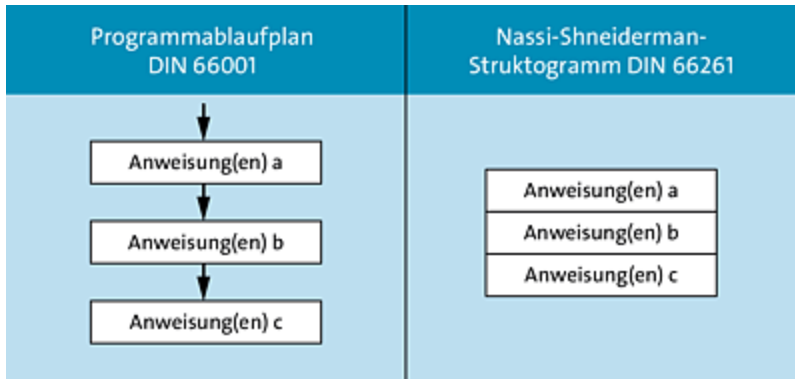 Programmablaufplan
DIN 66001
Nassi-Shneiderman-
Struktogramm DIN 66261
Anweisung(en) a
Anweisung(en) b
Anweisung(en) c
Anweisung(en) a
Anweisung(en) b
Anweisung(en) c